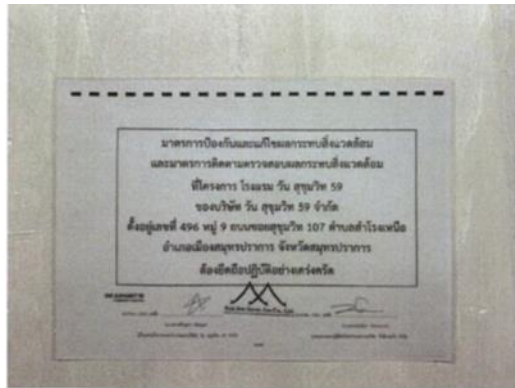 มาตรการป้องกันและแก้ไขผลกระทบสิ่งแวดล้อม
และมาตรการติดตามตรวจสอบผลกระทบสิ่งแวดล้อม
ที่โครงการ โรงแรม วัน สุขุมวิท 59
ของบริษัท วัน สุขุมวิท 59 จำกัด
ตั้งอยู่เลขที่ 496 หมู่ 9 ถนนซอยสุขุมวิท 107 ตำบลสำโรงเหนือ
อำเภอเมืองสมุทรปราการ จังหวัดสมุทรปราการ
ต้องยึดถือปฏิบัติอย่างเคร่งครัด